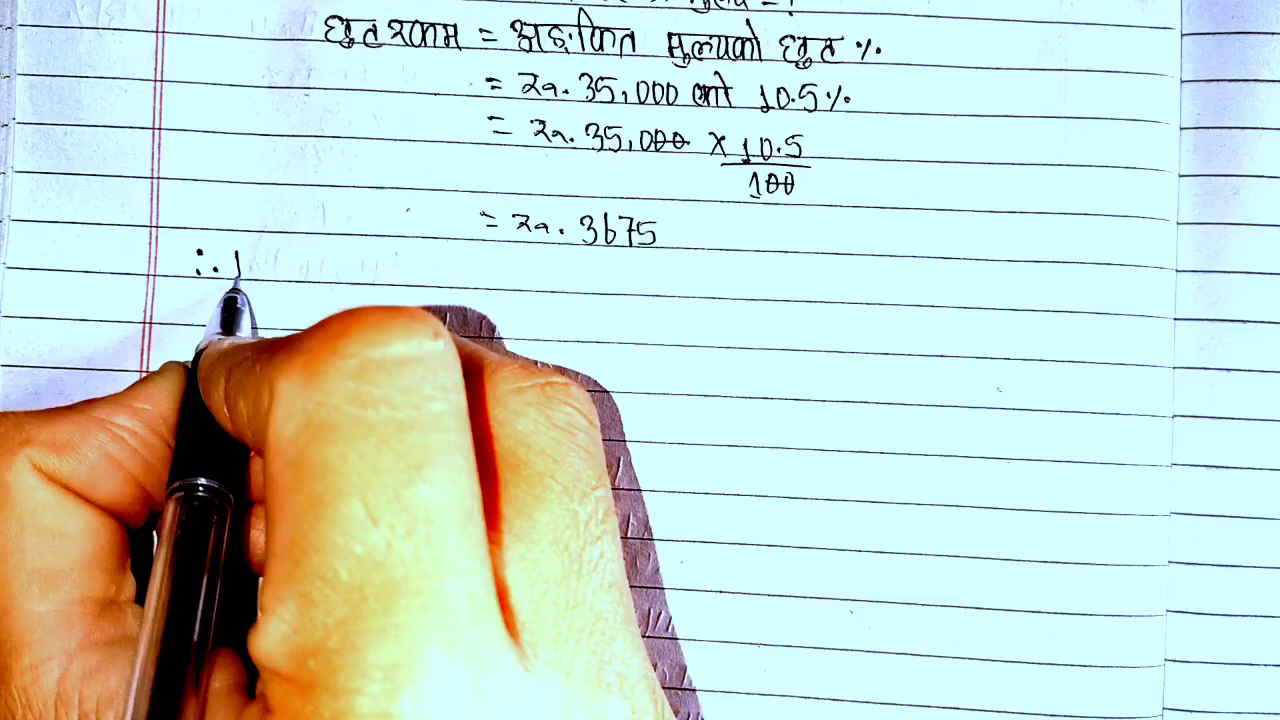 छुट रकम = अङ्कित मुल्यको छुट %
= रू. 35,000 को 10.5%
= रू. 35,000 × 10.5
100
= रू. 3675
∴